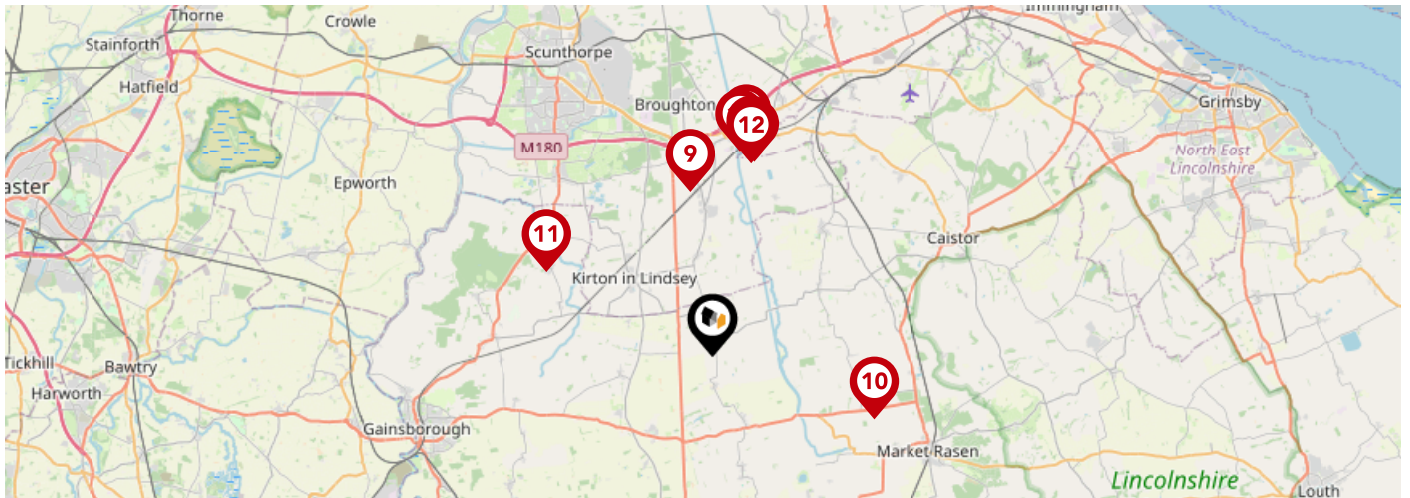 Thorne
Crowle
Immingham
Stainforth
Scunthorpe
Hatfield
Broughton
Grimsby
12
M180
9
North East
Lincolnshire
aster
Epworth
11
Caistor
Kirton in Lindsey
Tickhill
Bawtry
10
Harworth
Gainsborough
Market Rasen
Lincolnshire
Louth